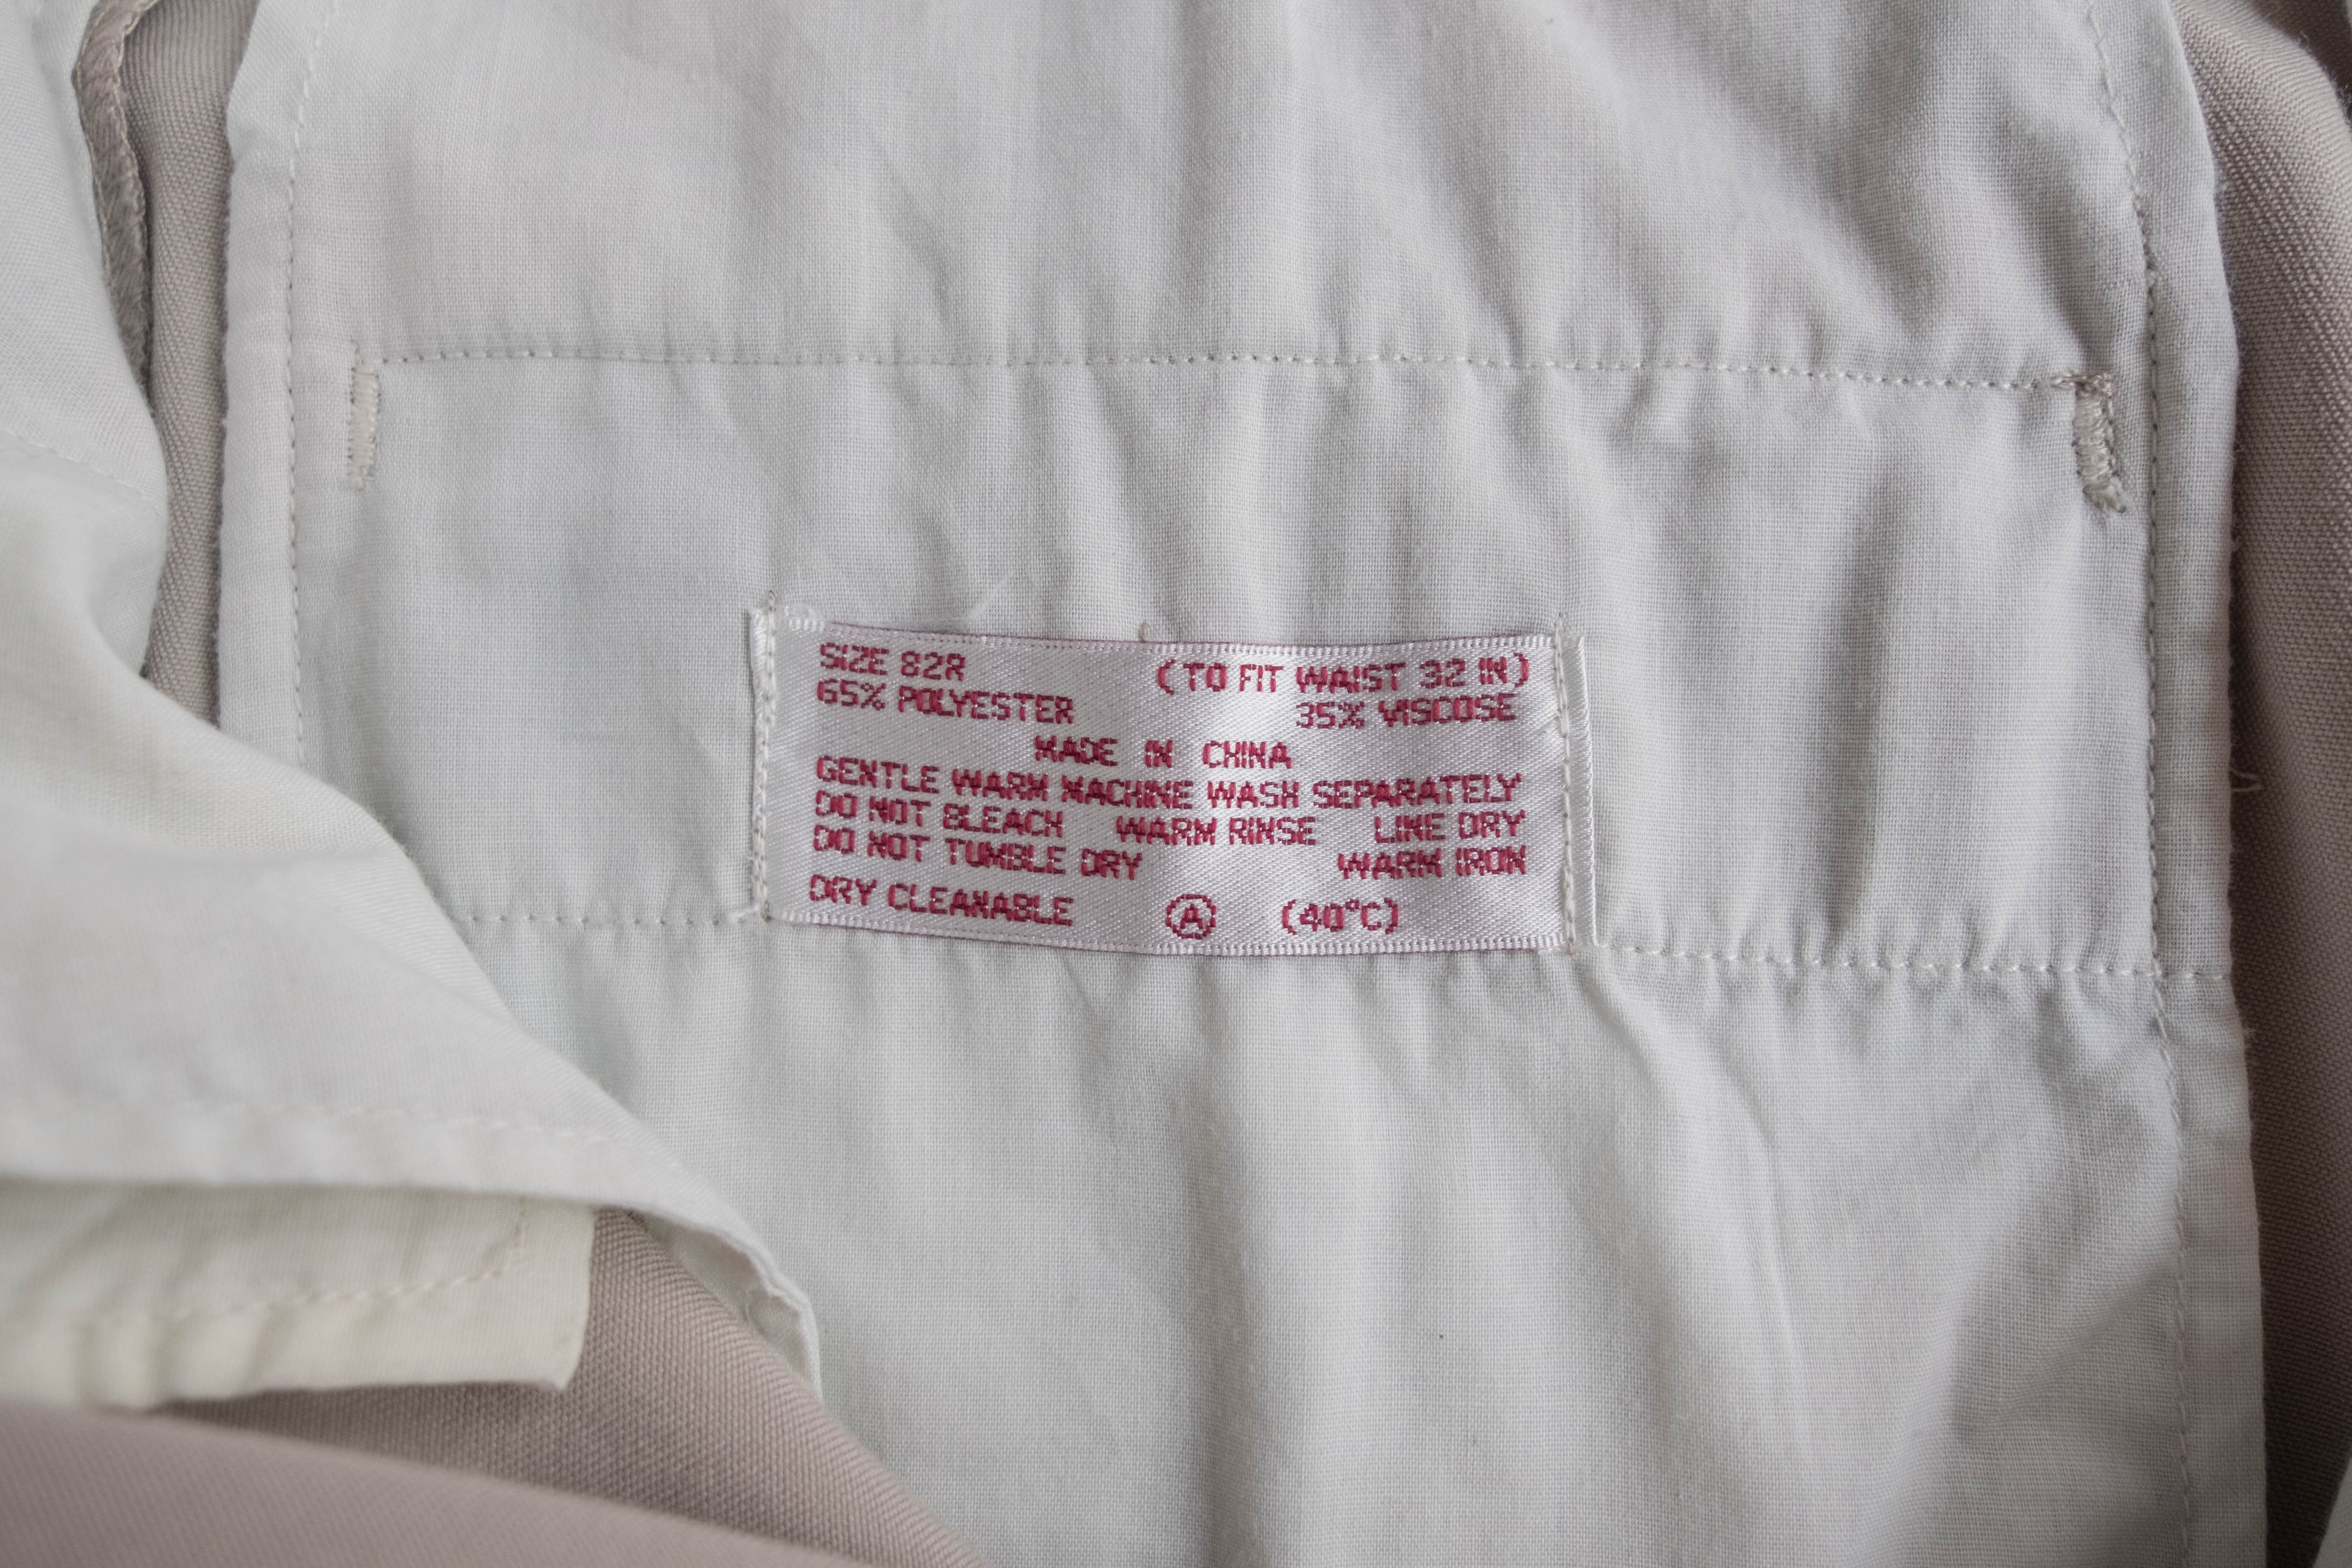 SIZE 82R (TO FIT WAIST 32 IN)
65% POLYESTER 35% VISCOSE
MADE IN CHINA
GENTLE WARM MACHINE WASH SEPARATELY
DO NOT BLEACH WARM RINSE LINE DRY
DO NOT TUMBLE DRY WARM IRON
DRY CLEANABLE Ⓐ (40°C)